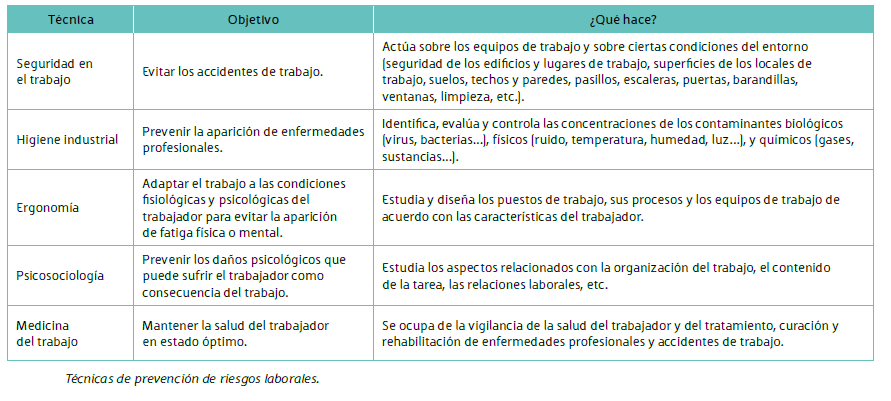 Técnica Objetivo ¿Qué hace?
Seguridad en
el trabajo
Evitar los accidentes de trabajo.
Actúa sobre los equipos de trabajo y sobre ciertas condiciones del entorno
(seguridad de los edificios y lugares de trabajo, superficies de los locales de
trabajo, suelos, techos y paredes, pasillos, escaleras, puertas, barandillas,
ventanas, limpieza, etc.).
Higiene industrial
Prevenir la aparición de enfermedades
profesionales.
Identifica, evalúa y controla las concentraciones de los contaminantes biológicos
(virus, bacterias...), físicos (ruido, temperatura, humedad, luz...), y químicos (gases,
sustancias...).
Ergonomía
Adaptar el trabajo a las condiciones
fisiológicas y psicológicas del
trabajador para evitar la aparición
de fatiga física o mental.
Estudia y diseña los puestos de trabajo, sus procesos y los equipos de trabajo de
acuerdo con las características del trabajador.
Psicosociología
Prevenir los daños psicológicos que
puede sufrir el trabajador como
consecuencia del trabajo.
Estudia los aspectos relacionados con la organización del trabajo, el contenido
de la tarea, las relaciones laborales, etc.
Medicina
del trabajo
Mantener la salud del trabajador
en estado óptimo.
Se ocupa de la vigilancia de la salud del trabajador y del tratamiento, curación y
rehabilitación de enfermedades profesionales y accidentes de trabajo.
Técnicas de prevención de riesgos laborales.